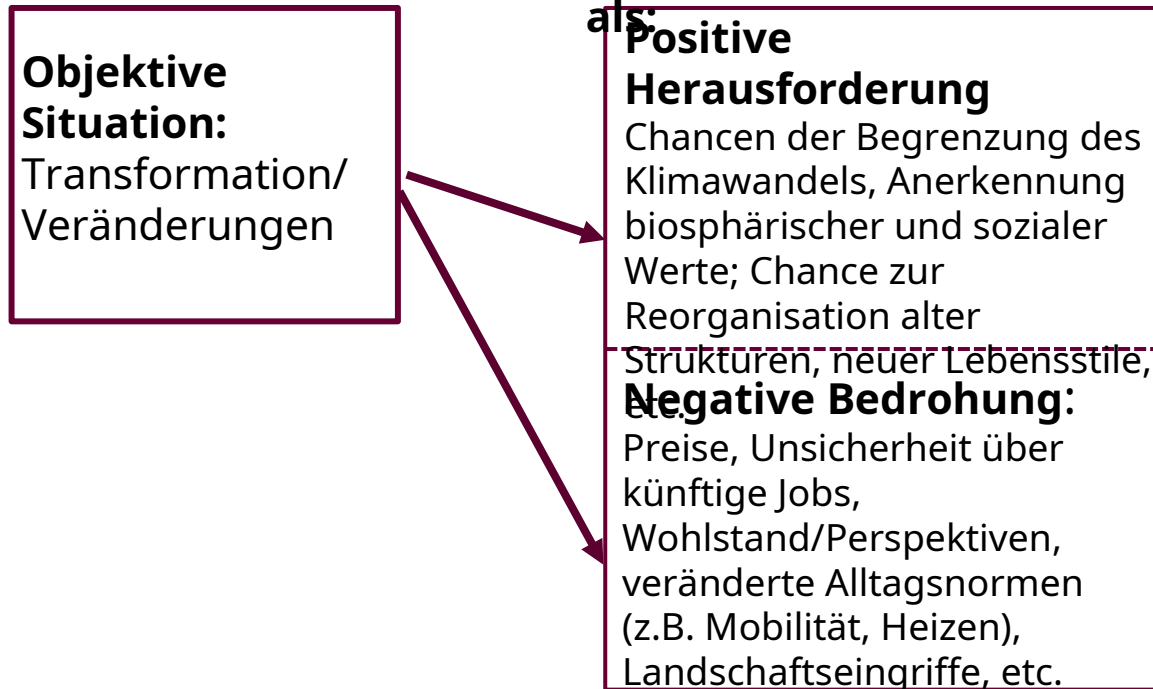 Objektive
Situation:
Transformation/
Veränderungen
als:
Positive
Herausforderung
Chancen der Begrenzung des
Klimawandels, Anerkennung
biosphärischer und sozialer
Werte; Chance zur
Reorganisation alter
Strukturen, neuer Lebensstile,
etc.
Negative Bedrohung:
Preise, Unsicherheit über
künftige Jobs,
Wohlstand/Perspektiven,
veränderte Alltagsnormen
(z.B. Mobilität, Heizen),
Landschaftseingriffe, etc.